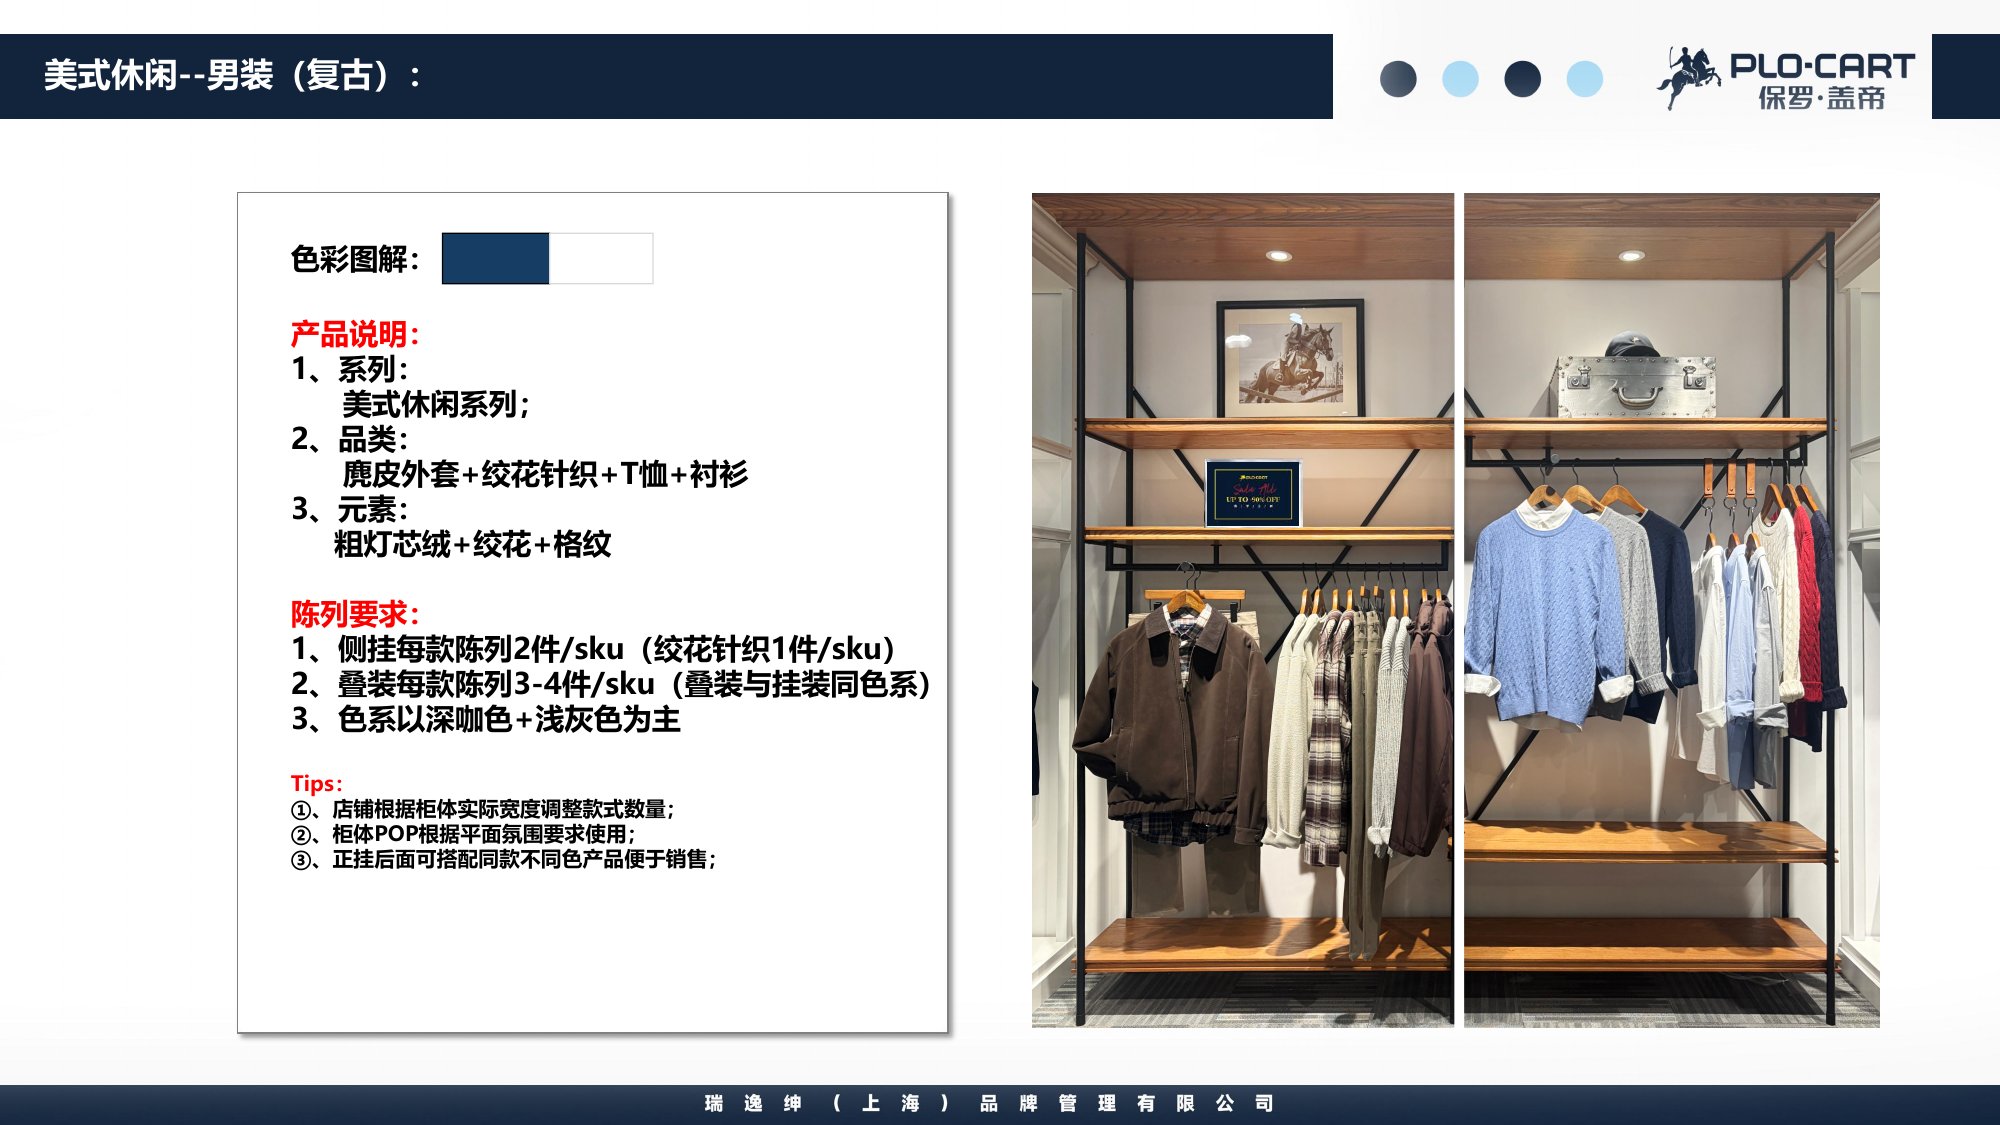 美式休闲--男装（复古）：
PLO·CART
保罗·盖帝
色彩图解：
产品说明：
1、系列：
美式休闲系列；
2、品类：
麂皮外套+绞花针织+T恤+衬衫
3、元素：
粗灯芯绒+绞花+格纹
陈列要求：
1、侧挂每款陈列2件/sku（绞花针织1件/sku）
2、叠装每款陈列3-4件/sku（叠装与挂装同色系）
3、色系以深咖色+浅灰色为主
Tips：
①、店铺根据柜体实际宽度调整款式数量；
②、柜体POP根据平面氛围要求使用；
③、正挂后面可搭配同款不同色产品便于销售；
UP TO -90% OFF
瑞逸绅（上海）品牌管理有限公司